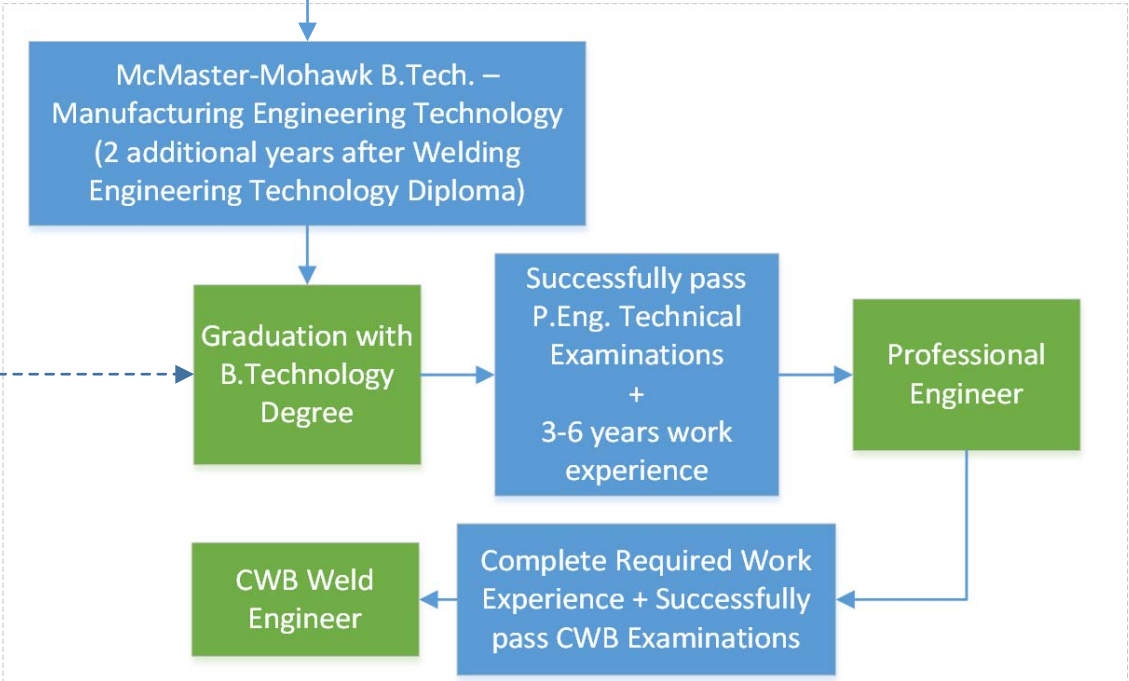 McMaster-Mohawk B.Tech. –
Manufacturing Engineering Technology
(2 additional years after Welding
Engineering Technology Diploma)
Graduation with
B.Technology
Degree
Successfully pass
P.Eng. Technical
Examinations
+
3-6 years work
experience
Professional
Engineer
Complete Required Work
Experience + Successfully
pass CWB Examinations
CWB Weld
Engineer